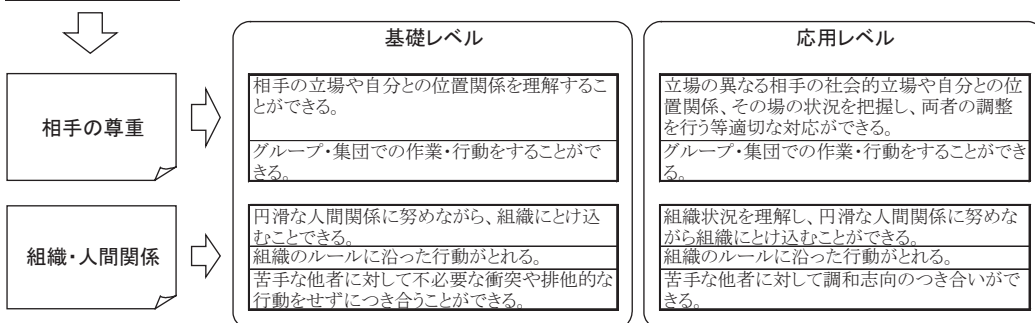 基礎レベル
応用レベル
相手の尊重
相手の立場や自分との位置関係を理解するこ
とができる。
グループ・集団での作業・行動をすることがで
きる。
立場の異なる相手の社会的立場や自分との位
置関係、その場の状況を把握し、両者の調整
を行う等適切な対応ができる。
グループ・集団での作業・行動をすることができ
る。
組織・人間関係
円滑な人間関係に努めながら、組織にとけ込
むことできる。
組織のルールに沿った行動がとれる。
苦手な他者に対して不必要な衝突や排他的な
行動をせずにつき合うことができる。
組織状況を理解し、円滑な人間関係に努めな
がら組織にとけ込むことができる。
組織のルールに沿った行動がとれる。
苦手な他者に対して調和志向のつき合いがで
きる。